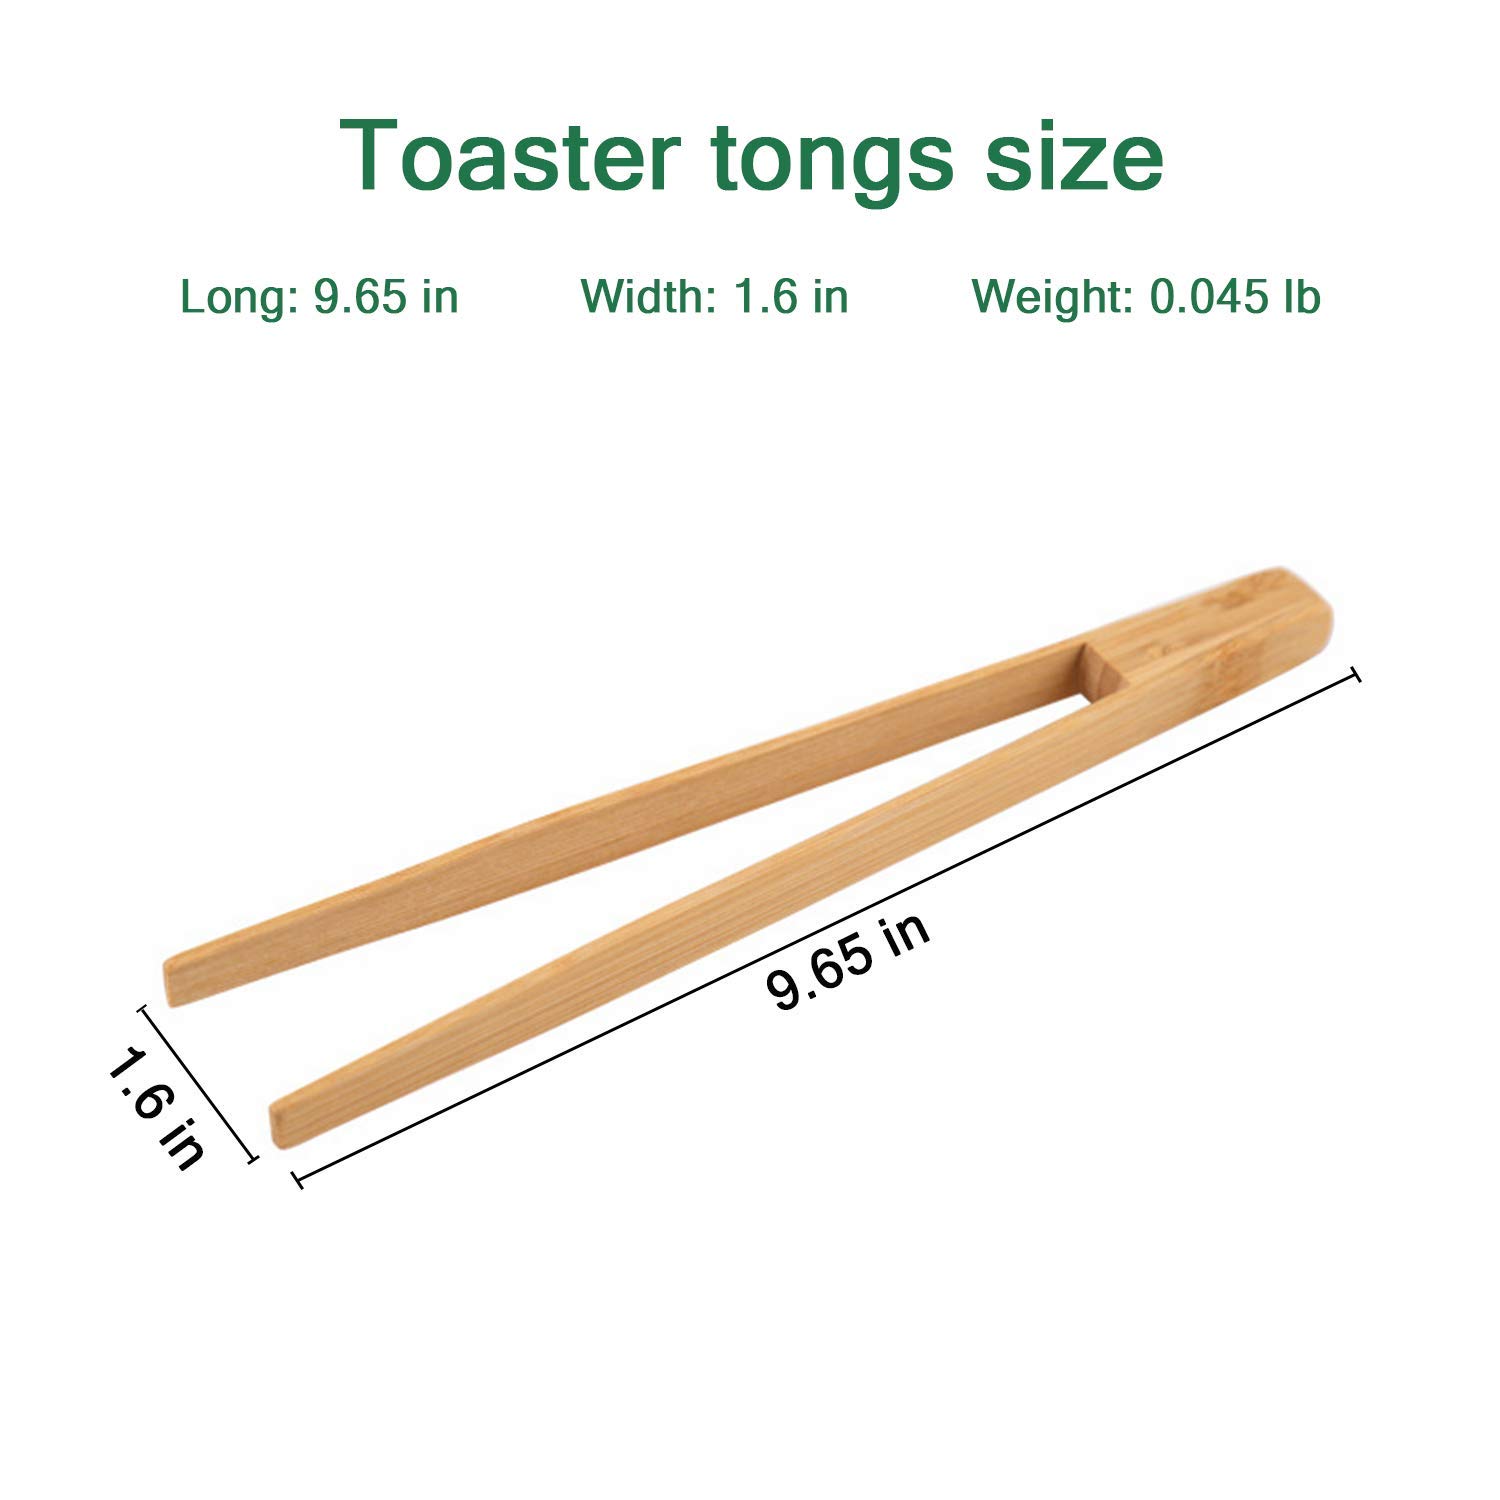 Toaster tongs size
Long: 9.65 in
Width: 1.6 in
Weight: 0.045 lb
9.65 in
1.6 in